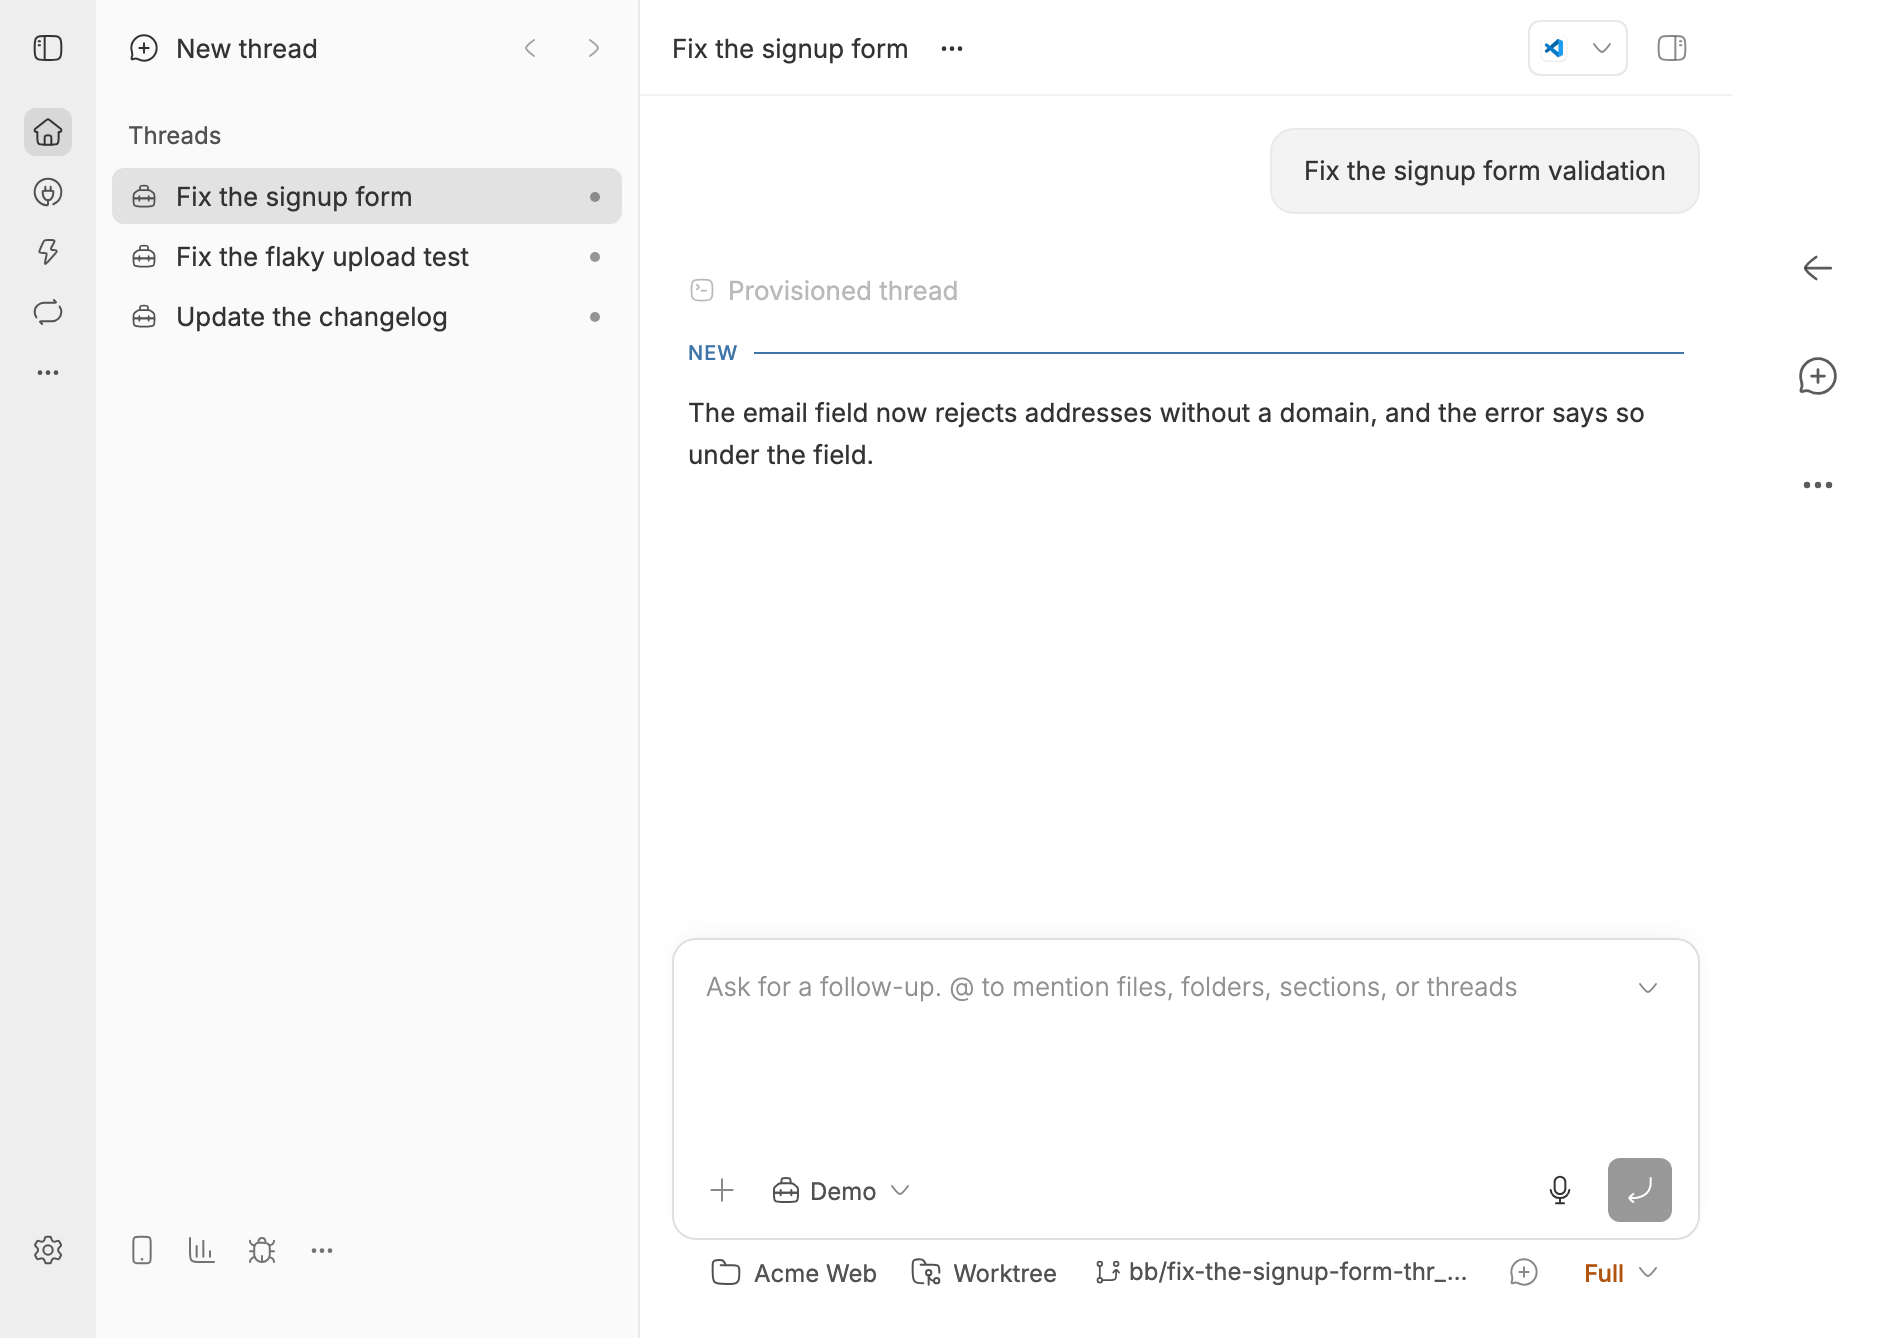 New thread
Threads
Fix the signup form
Fix the flaky upload test
Update the changelog
Fix the signup form
Fix the signup form validation
Provisioned thread
NEW
The email field now rejects addresses without a domain, and the error says so
under the field.
Ask for a follow-up. @ to mention files, folders, sections, or threads
Demo
Acme Web
Worktree
bb/fix-the-signup-form-thr_...
Full